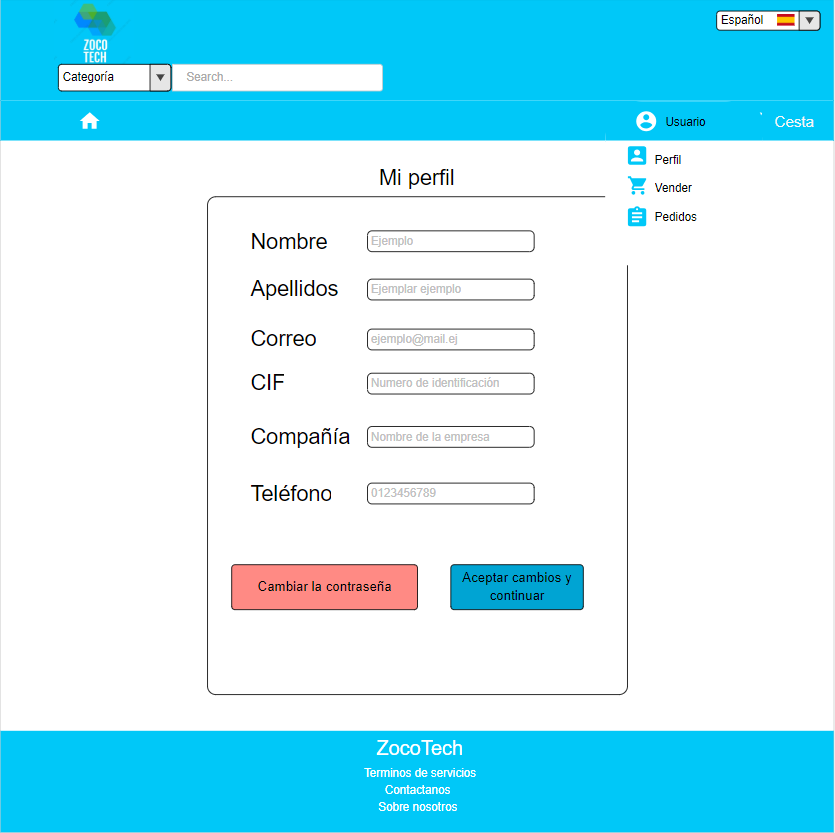 ZOCO
TECH
Español
Categoría
Search...
Usuario
Cesta
Perfil
Vender
Pedidos
Mi perfil
Nombre
Ejemplo
Apellidos
Ejemplar ejemplo
Correo
ejemplo@mail.ej
CIF
Numero de identificación
Compañía
Nombre de la empresa
Teléfono
0123456789
Cambiar la contraseña
Aceptar cambios y
continuar
ZocoTech
Terminos de servicios
Contactanos
Sobre nosotros